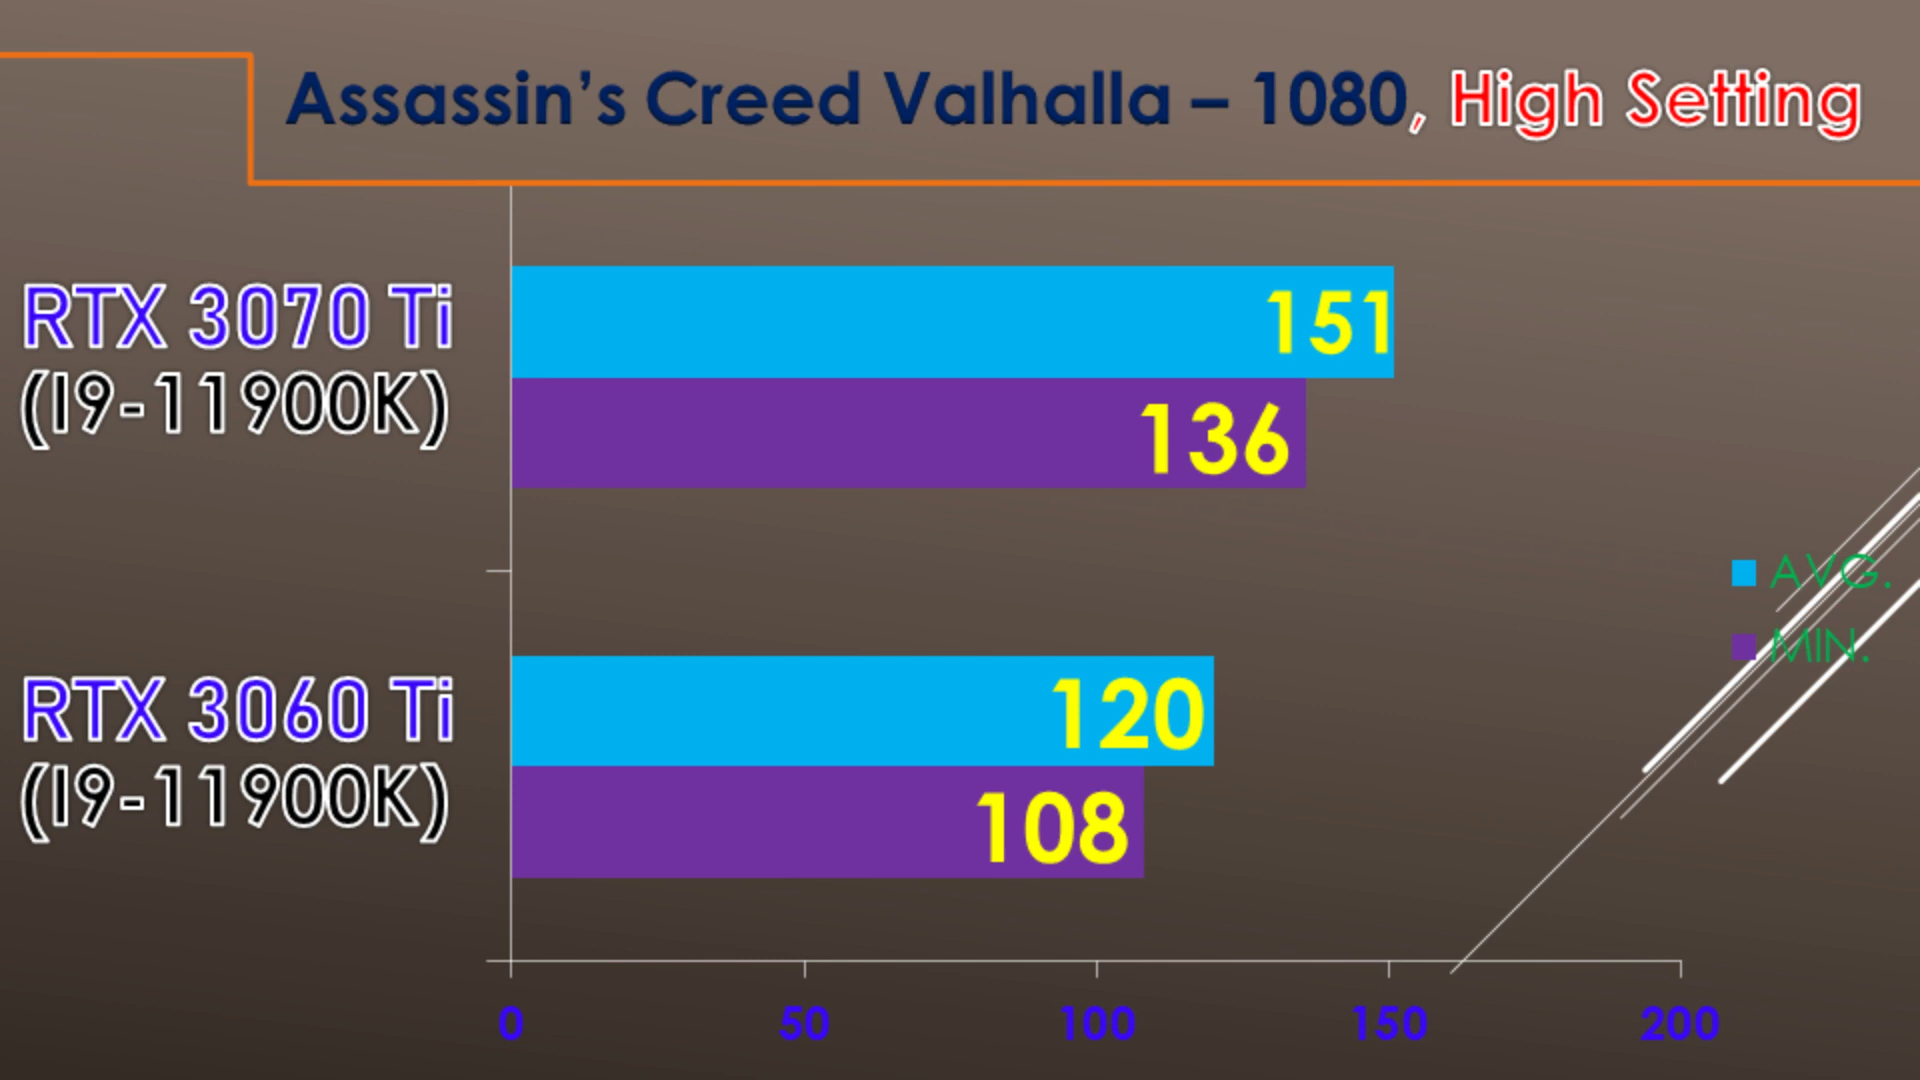 Assassin’s Creed Valhalla – 1080, High Setting
RTX 3070 Ti
(I9-11900K)
151
136
RTX 3060 Ti
(I9-11900K)
120
108
AVG.
MIN.
0 50 100 150 200